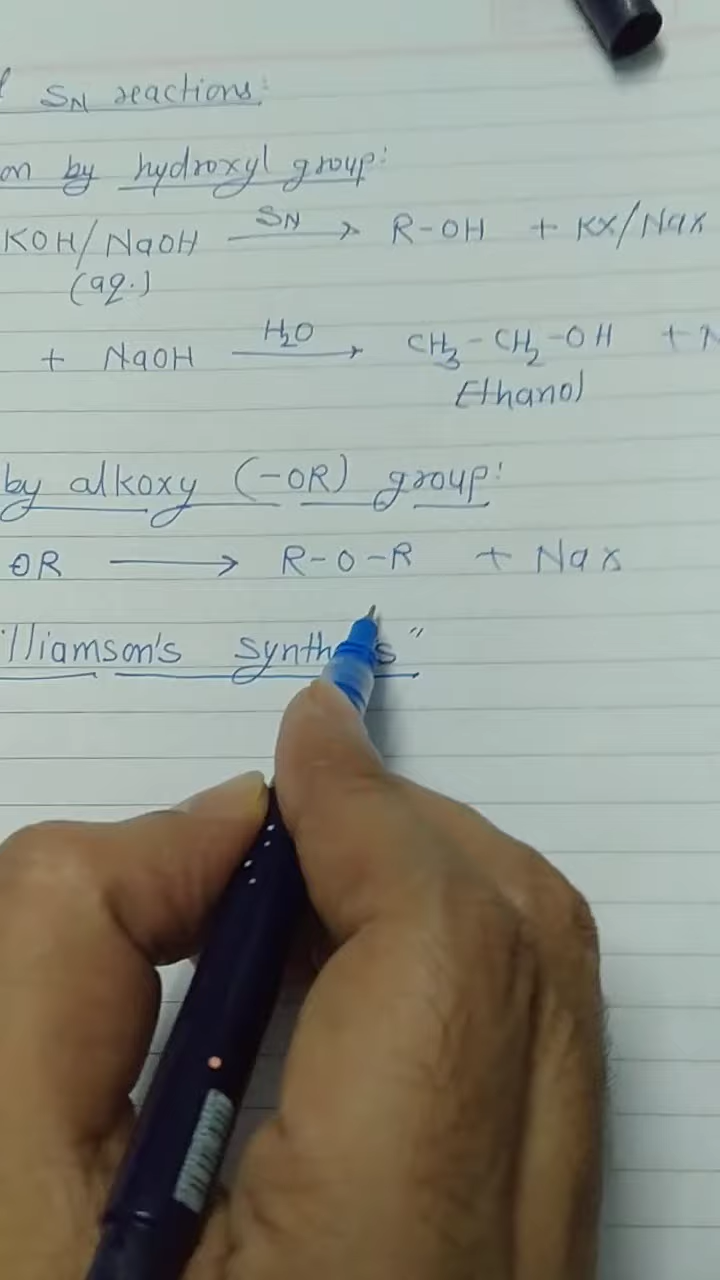 SN reactions:
on by hydroxyl group:
KOH/NaOH SN → R-OH + KX/NaX
(aq.)
+ NaOH H2O → CH3-CH2-OH + N
Ethanol
by alkoxy (-OR) group:
OR → R-O-R + NaX
lliamson's synthesis"